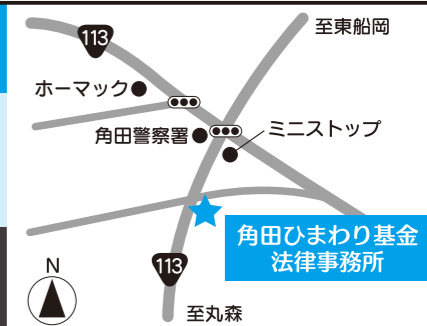 113
至東船岡
ホーマック
角田警察署
ミニストップ
角田ひまわり基金
法律事務所
N
113
至丸森